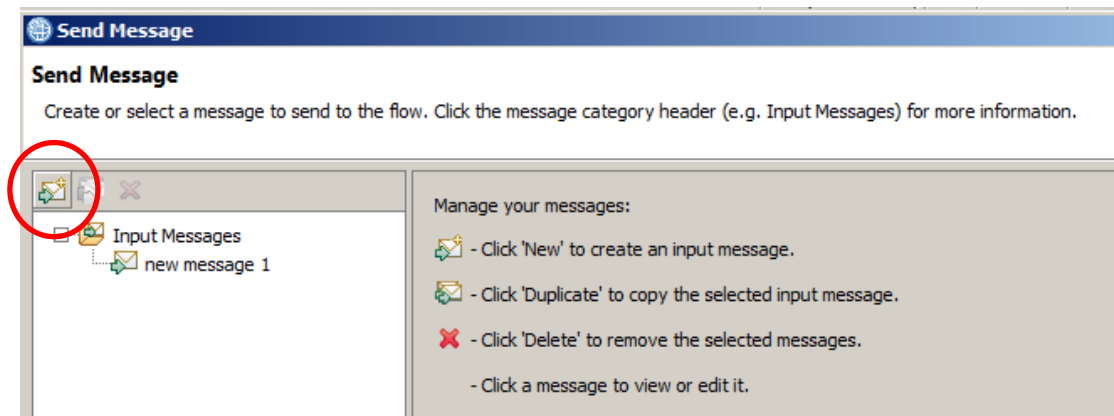 Send Message
Send Message
Create or select a message to send to the flow. Click the message category header (e.g. Input Messages) for more information.
Input Messages
new message 1
Manage your messages:
- Click 'New' to create an input message.
- Click 'Duplicate' to copy the selected input message.
- Click 'Delete' to remove the selected messages.
- Click a message to view or edit it.